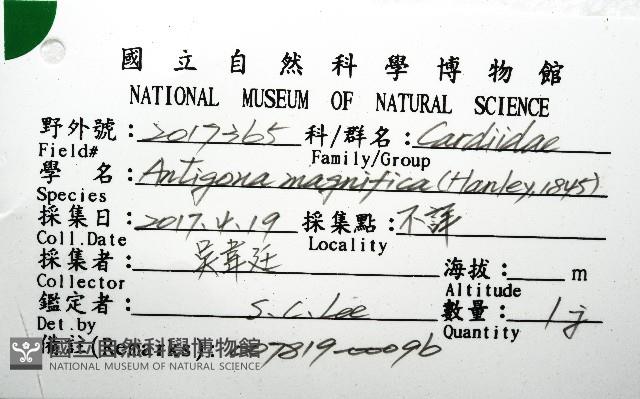 國立自然科學博物館
NATIONAL MUSEUM OF NATURAL SCIENCE
野外號：2017365 科/群名：Cardiidae
Field# Family/Group
學 名：Antigona magnifica (Hanley, 1845)
Species
採集日：2017.4.19 採集點：不詳
Coll.Date Locality
採集者：吳韋廷 海拔： m
Collector Altitude
鑑定者：S.C.Lee 數量：1
Det.by Quantity
備註(Remarks):
國立自然科學博物館
NATIONAL MUSEUM OF NATURAL SCIENCE